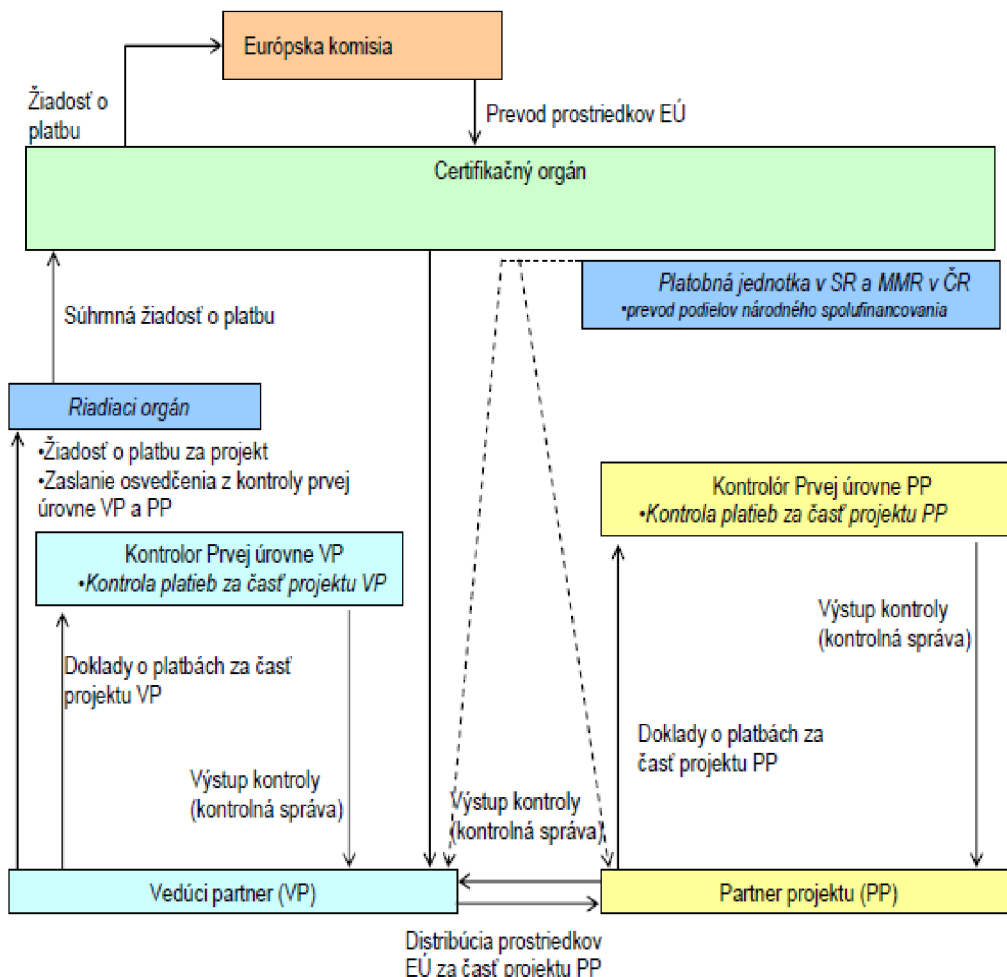 Európska komisia
Žiadosť o
platbu
Prevod prostriedkov EÚ
Certifikačný orgán
Platobná jednotka v SR a MMR v ČR
•prevod podielov národného spolufinancovania
Súhrnná žiadosť o platbu
Riadiaci orgán
•Žiadosť o platbu za projekt
•Zaslanie osvedčenia z kontroly prvej
úrovne VP a PP
Kontrolór Prvej úrovne PP
•Kontrola platieb za časť projektu PP
Kontrolor Prvej úrovne VP
•Kontrola platieb za časť projektu VP
Výstup kontroly
(kontrolná správa)
Doklady o platbách za časť
projektu VP
Doklady o platbách za
časť projektu PP
Výstup kontroly
(kontrolná správa)
Výstup kontroly
(kontrolná správa)
Vedúci partner (VP)
Partner projektu (PP)
Distribúcia prostriedkov
EÚ za časť projektu PP